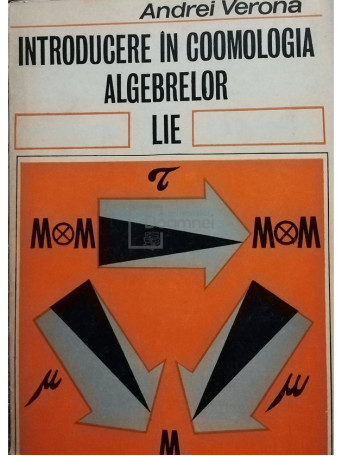 Andrei Verona
INTRODUCERE ÎN COOMOLOGIA
ALGEBRELOR
LIE
τ
M⊗M M⊗M
μ μ
M